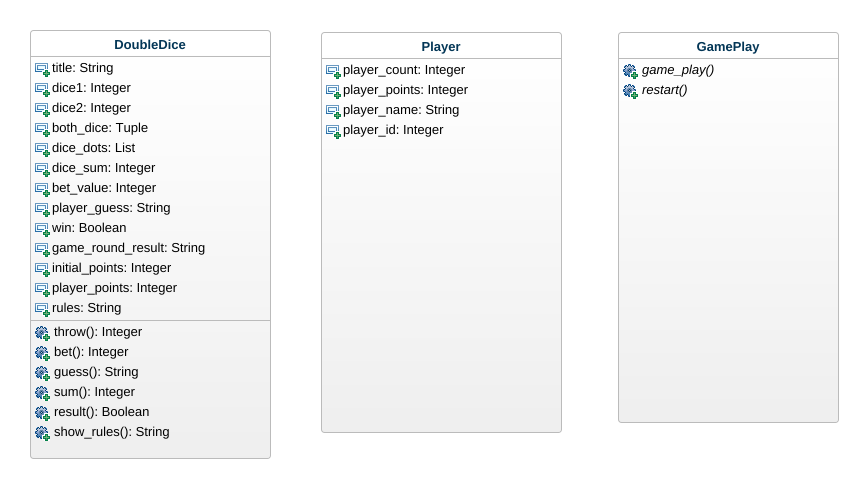 DoubleDice
title: String
dice1: Integer
dice2: Integer
both_dice: Tuple
dice_dots: List
dice_sum: Integer
bet_value: Integer
player_guess: String
win: Boolean
game_round_result: String
initial_points: Integer
player_points: Integer
rules: String
throw(): Integer
bet(): Integer
guess(): String
sum(): Integer
result(): Boolean
show_rules(): String
Player
player_count: Integer
player_points: Integer
player_name: String
player_id: Integer
GamePlay
game_play()
restart()